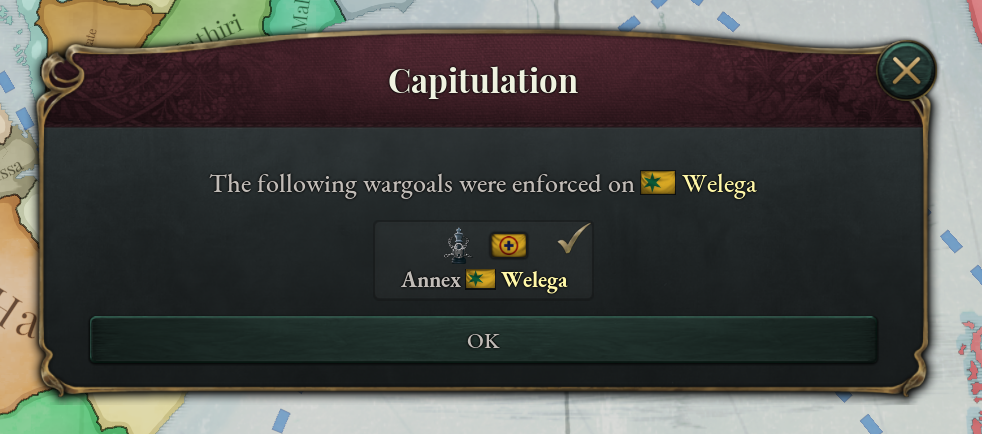 Capitulation
The following wargoals were enforced on Welega
Annex Welega
OK